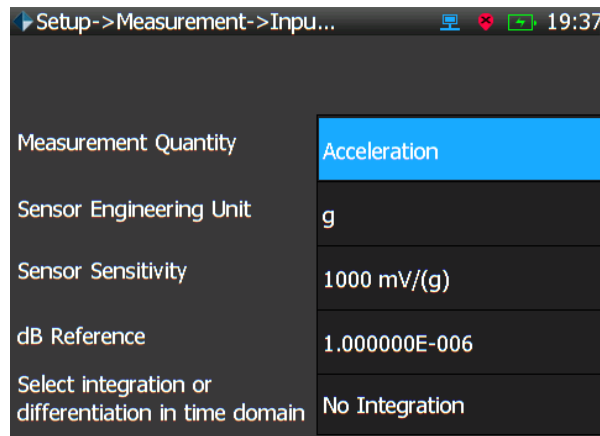 Setup->Measurement->Inpu... 19:37
Measurement Quantity Acceleration
Sensor Engineering Unit g
Sensor Sensitivity 1000 mV/(g)
dB Reference 1.000000E-006
Select integration or
differentiation in time domain No Integration